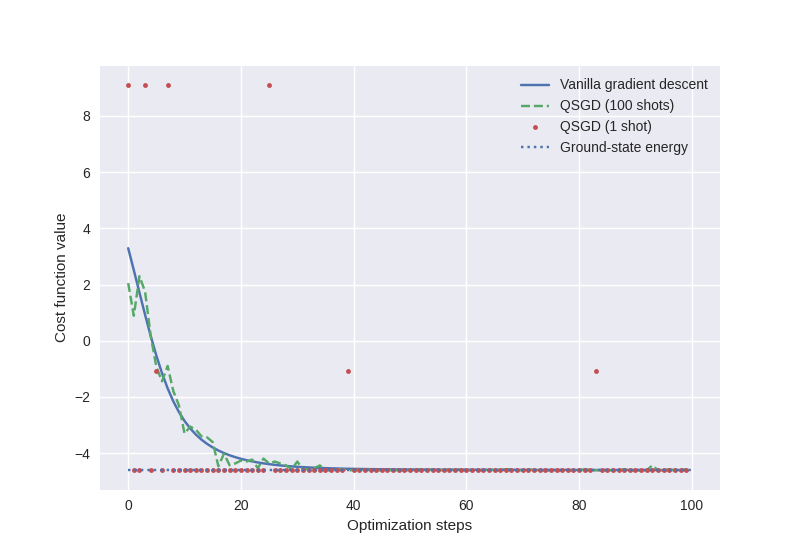 Vanilla gradient descent
QSGD (100 shots)
QSGD (1 shot)
Ground-state energy
Cost function value
8
6
4
2
0
−2
−4
0 20 40 60 80 100
Optimization steps